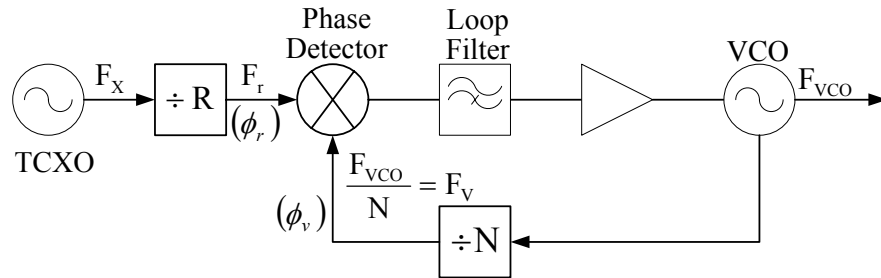 Phase
Detector
Loop
Filter
VCO
F_X
÷ R
F_r
(ϕ_r)
F_VCO
TCXO
F_VCO
N
= F_V
(ϕ_v)
÷N